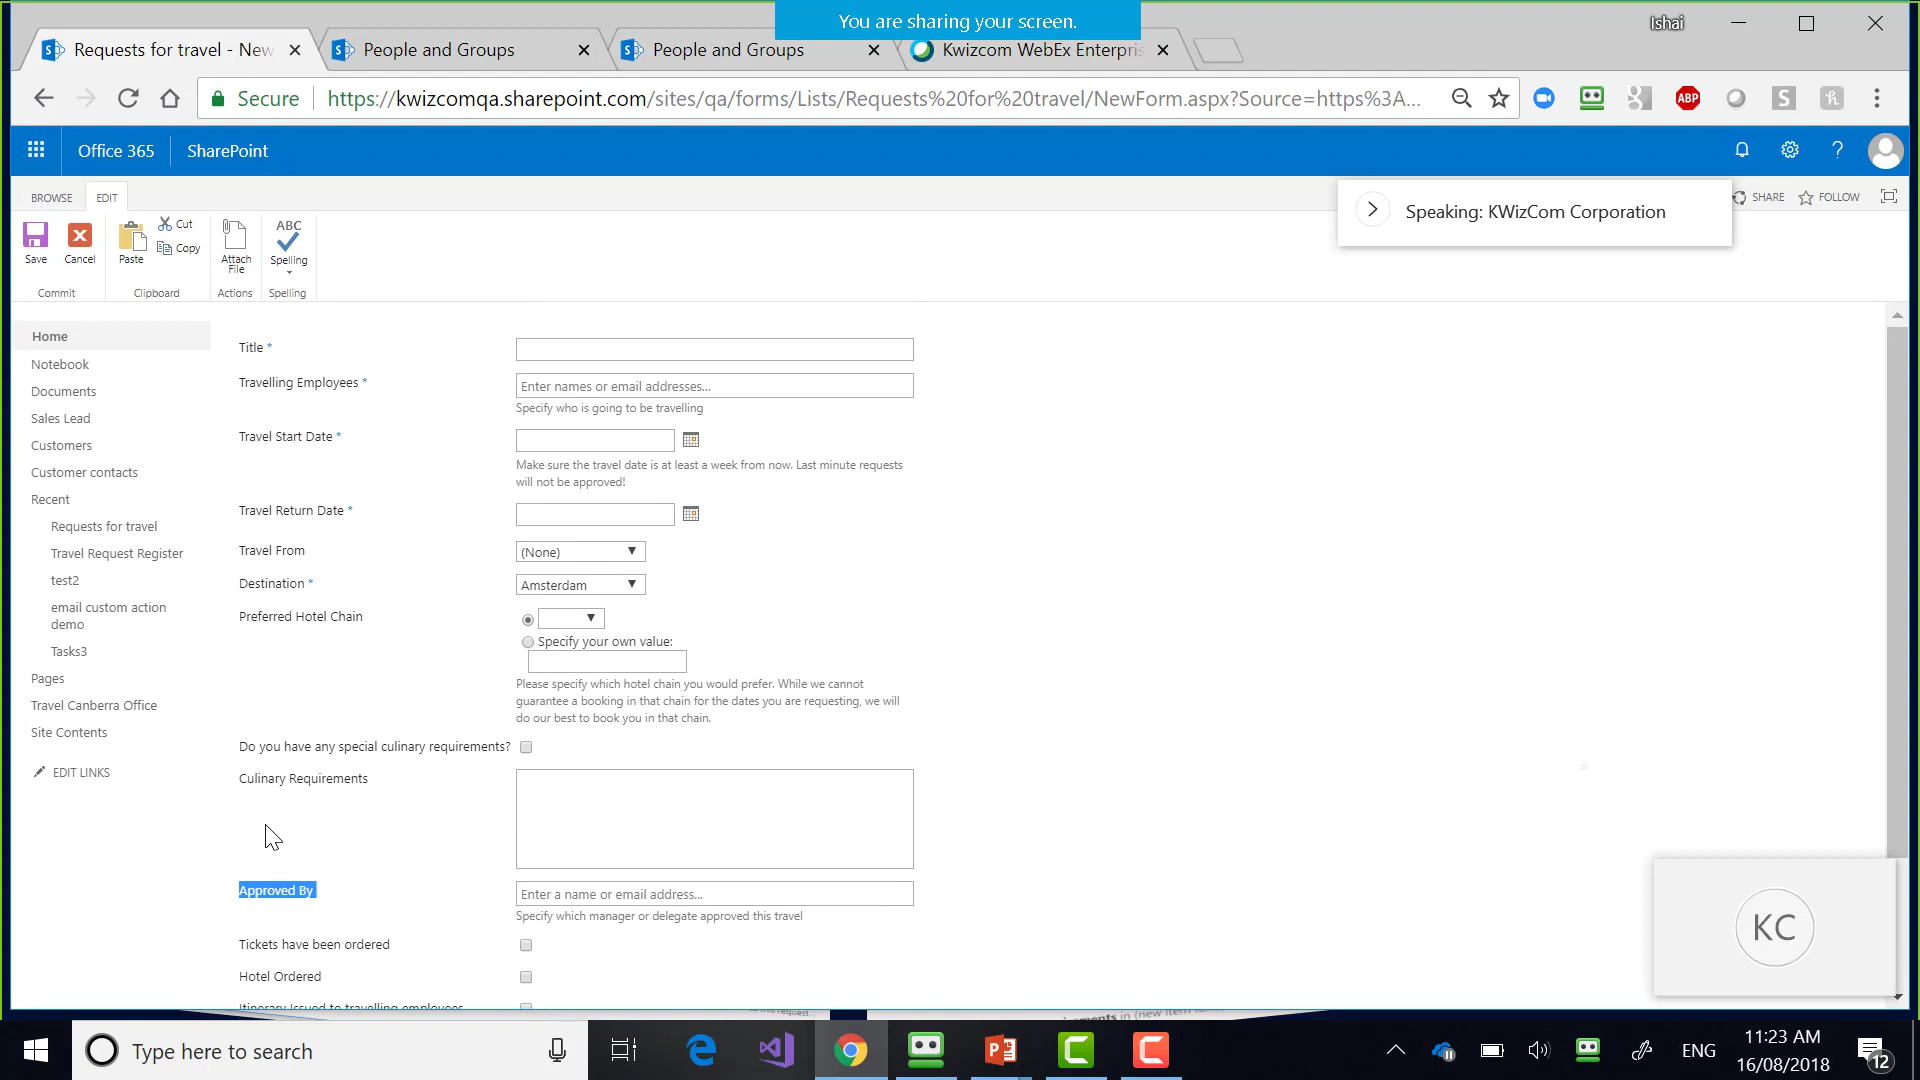 You are sharing your screen.
Ishai
Requests for travel - New
People and Groups
People and Groups
Kwizcom WebEx Enterpris
Secure
https://kwizcomqa.sharepoint.com/sites/qa/forms/Lists/Requests%20for%20travel/NewForm.aspx?Source=https%3A...
ABP
Office 365
SharePoint
BROWSE
EDIT
Speaking: KWizCom Corporation
SHARE
FOLLOW
Save
Cancel
Paste
Cut
Copy
Attach
File
ABC
Spelling
Commit
Clipboard
Actions
Spelling
Home
Notebook
Documents
Sales Lead
Customers
Customer contacts
Recent
Requests for travel
Travel Request Register
test2
email custom action
demo
Tasks3
Pages
Travel Canberra Office
Site Contents
EDIT LINKS
Title *
Travelling Employees *
Enter names or email addresses...
Specify who is going to be travelling
Travel Start Date *
Make sure the travel date is at least a week from now. Last minute requests
will not be approved!
Travel Return Date *
Travel From
(None)
Destination *
Amsterdam
Preferred Hotel Chain
Specify your own value:
Please specify which hotel chain you would prefer. While we cannot
guarantee a booking in that chain for the dates you are requesting, we will
do our best to book you in that chain.
Do you have any special culinary requirements?
Culinary Requirements
Approved By
Enter a name or email address...
Specify which manager or delegate approved this travel
Tickets have been ordered
Hotel Ordered
Itinerary Issued to travelling employees
KC
Type here to search
ENG
11:23 AM
16/08/2018
12